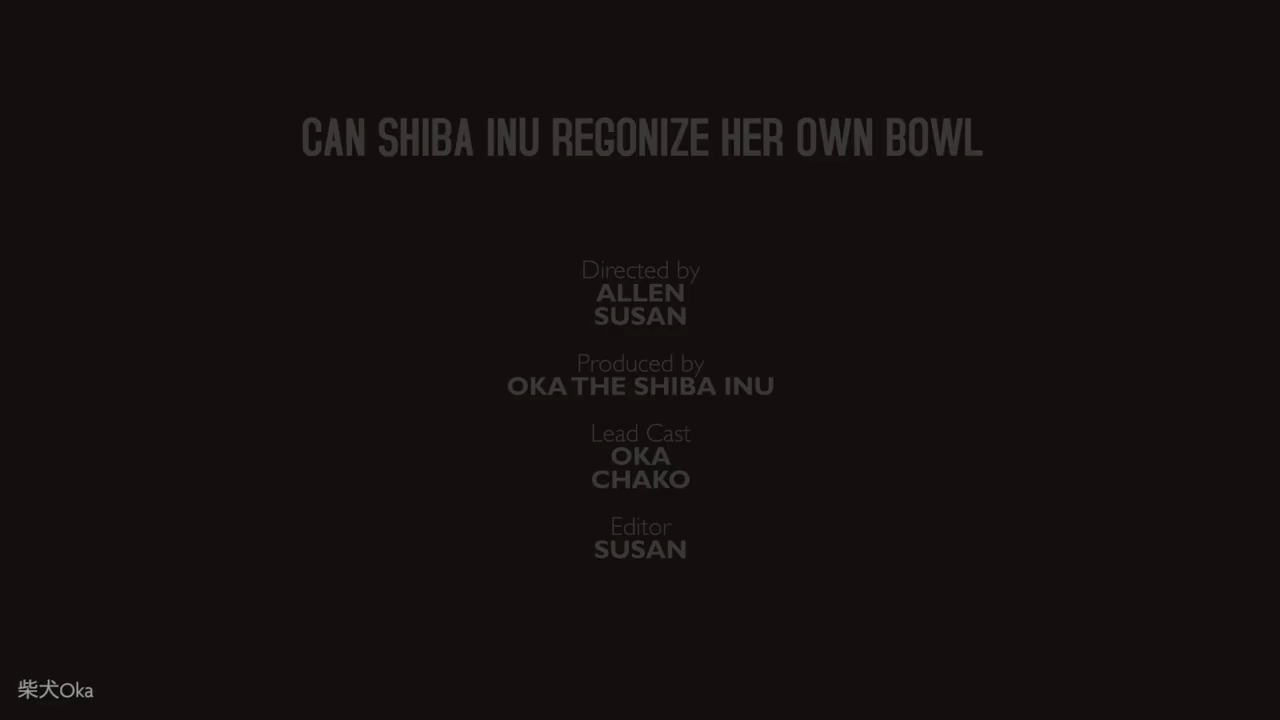 CAN SHIBA INU REGONIZE HER OWN BOWL
Directed by
ALLEN
SUSAN
Produced by
OKA THE SHIBA INU
Lead Cast
OKA
CHAKO
Editor
SUSAN
柴犬Oka